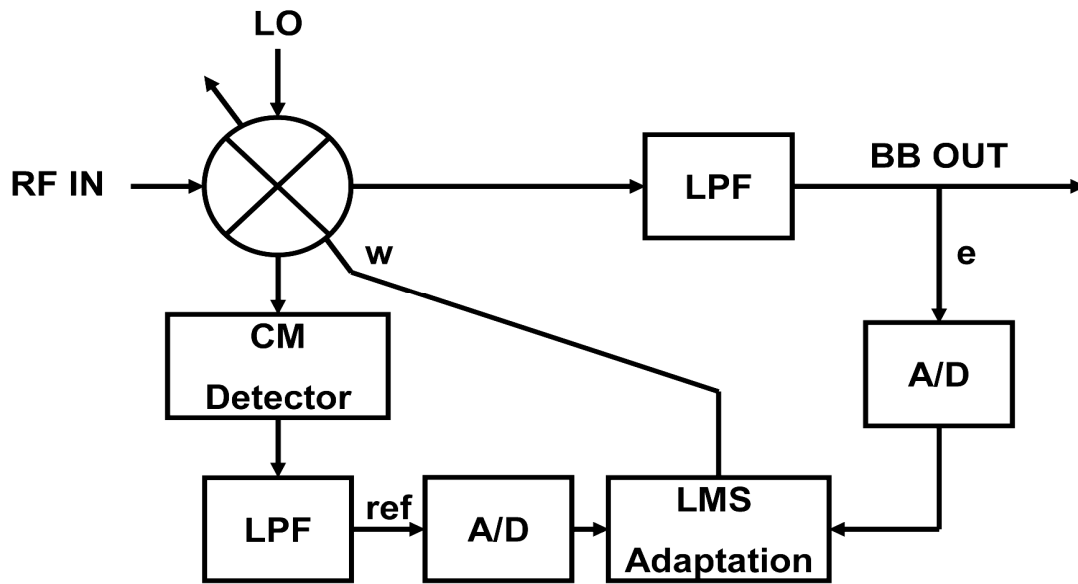 LO
RF IN
LPF
BB OUT
w
e
CM
Detector
A/D
LPF
ref
A/D
LMS
Adaptation